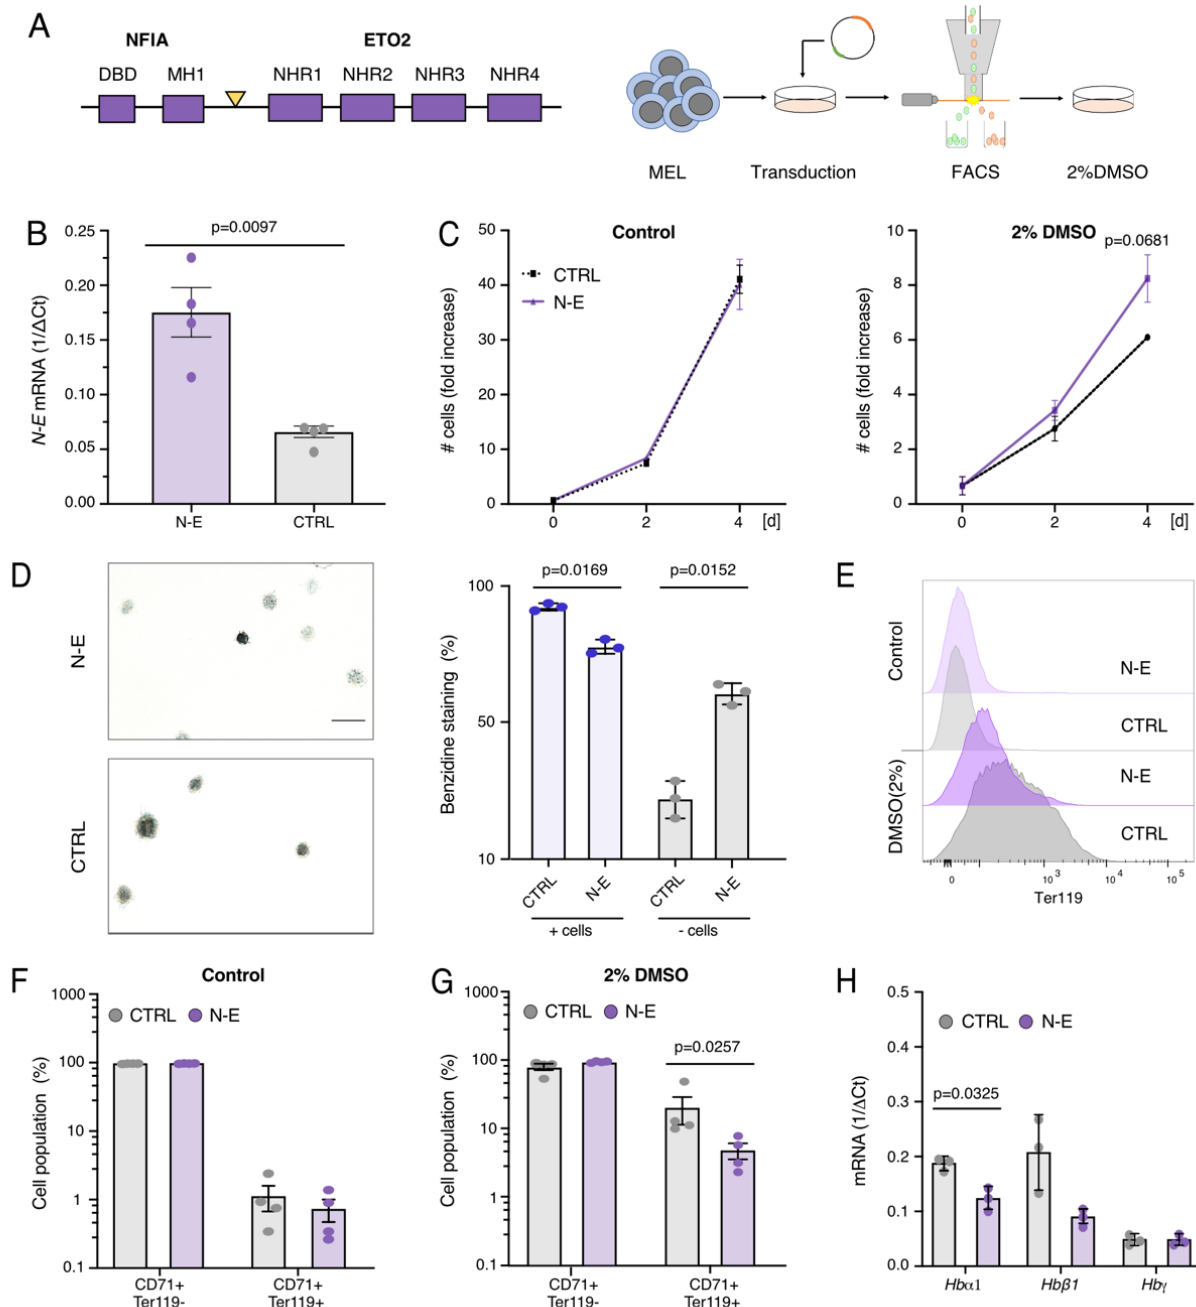 A
NFIA
ETO2
DBD MH1 NHR1 NHR2 NHR3 NHR4
MEL Transduction FACS 2%DMSO
B
p=0.0097
N-E mRNA (1/ΔCt)
0.25
0.20
0.15
0.10
0.05
0.00
N-E CTRL
C
Control
CTRL
N-E
# cells (fold increase)
50
40
30
20
10
0
0 2 4 [d]
2% DMSO
p=0.0681
# cells (fold increase)
8
6
4
2
0
0 2 4 [d]
D
N-E
CTRL
p=0.0169 p=0.0152
Benzidine staining (%)
100
50
10
CTRL N-E CTRL N-E
+ cells - cells
E
Control
DMSO(2%)
N-E
CTRL
N-E
CTRL
0 10³ 10⁴ 10⁵
Ter119
F
Control
CTRL N-E
Cell population (%)
1000
100
10
1
0.1
CD71+ CD71+
Ter119- Ter119+
G
2% DMSO
CTRL N-E
p=0.0257
Cell population (%)
1000
100
10
1
0.1
CD71+ CD71+
Ter119- Ter119+
H
CTRL N-E
p=0.0325
mRNA (1/ΔCt)
0.5
0.4
0.3
0.2
0.1
0.0
Hbα1 Hbβ1 Hbγ